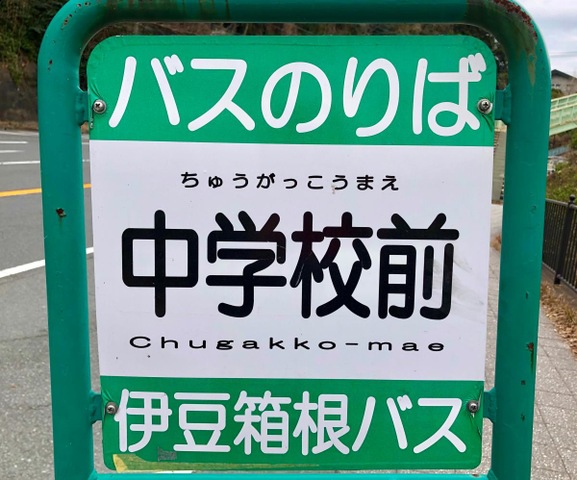 バスのりば
ちゅうがっこうまえ
中学校前
Chugakko-mae
伊豆箱根バス